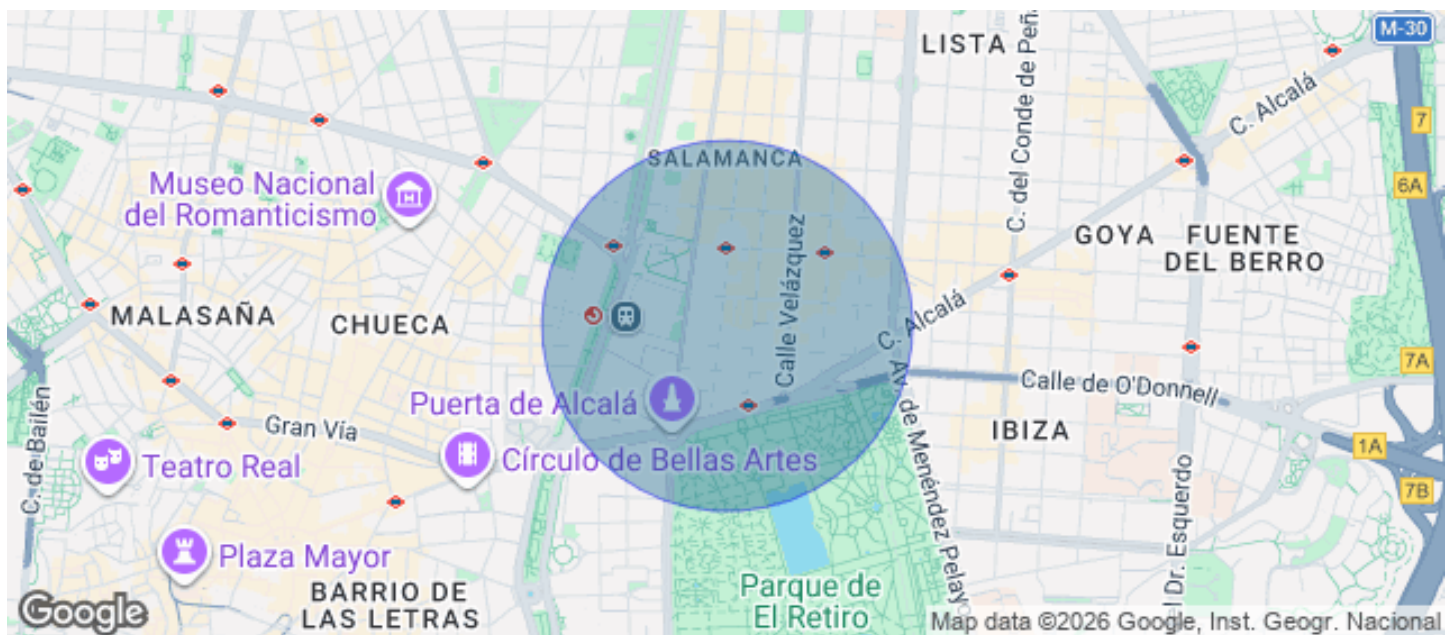 LISTA
C. del Conde de Peñ
M-30
C. Alcalá
7
SALAMANCA
Museo Nacional
del Romanticismo
6A
Calle Velázquez
GOYA
FUENTE
DEL BERRO
MALASAÑA
CHUECA
C. Alcalá
7A
Puerta de Alcalá
Calle de O'Donnell
Av. de Menéndez Pelayo
Gran Vía
IBIZA
1A
C. de Bailén
Teatro Real
Círculo de Bellas Artes
7B
el Dr. Esquerdo
Plaza Mayor
BARRIO DE
LAS LETRAS
Parque de
El Retiro
Google
Map data ©2026 Google, Inst. Geogr. Nacional